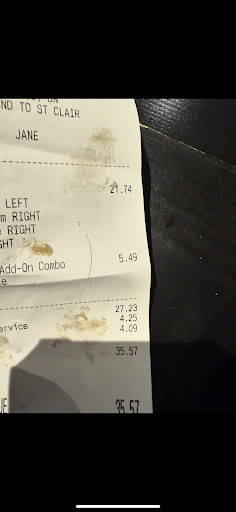 ND TO ST CLAIR
JANE
21.74
LEFT
m RIGHT
RIGHT
GHT
Add-On Combo 5.49
e
27.23
ervice 4.25
4.09
35.57
35.57